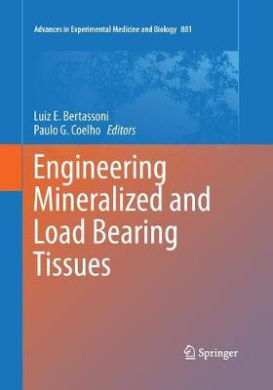 Advances in Experimental Medicine and Biology 881
Luiz E. Bertassoni
Paulo G. Coelho Editors
Engineering
Mineralized and
Load Bearing
Tissues
Springer